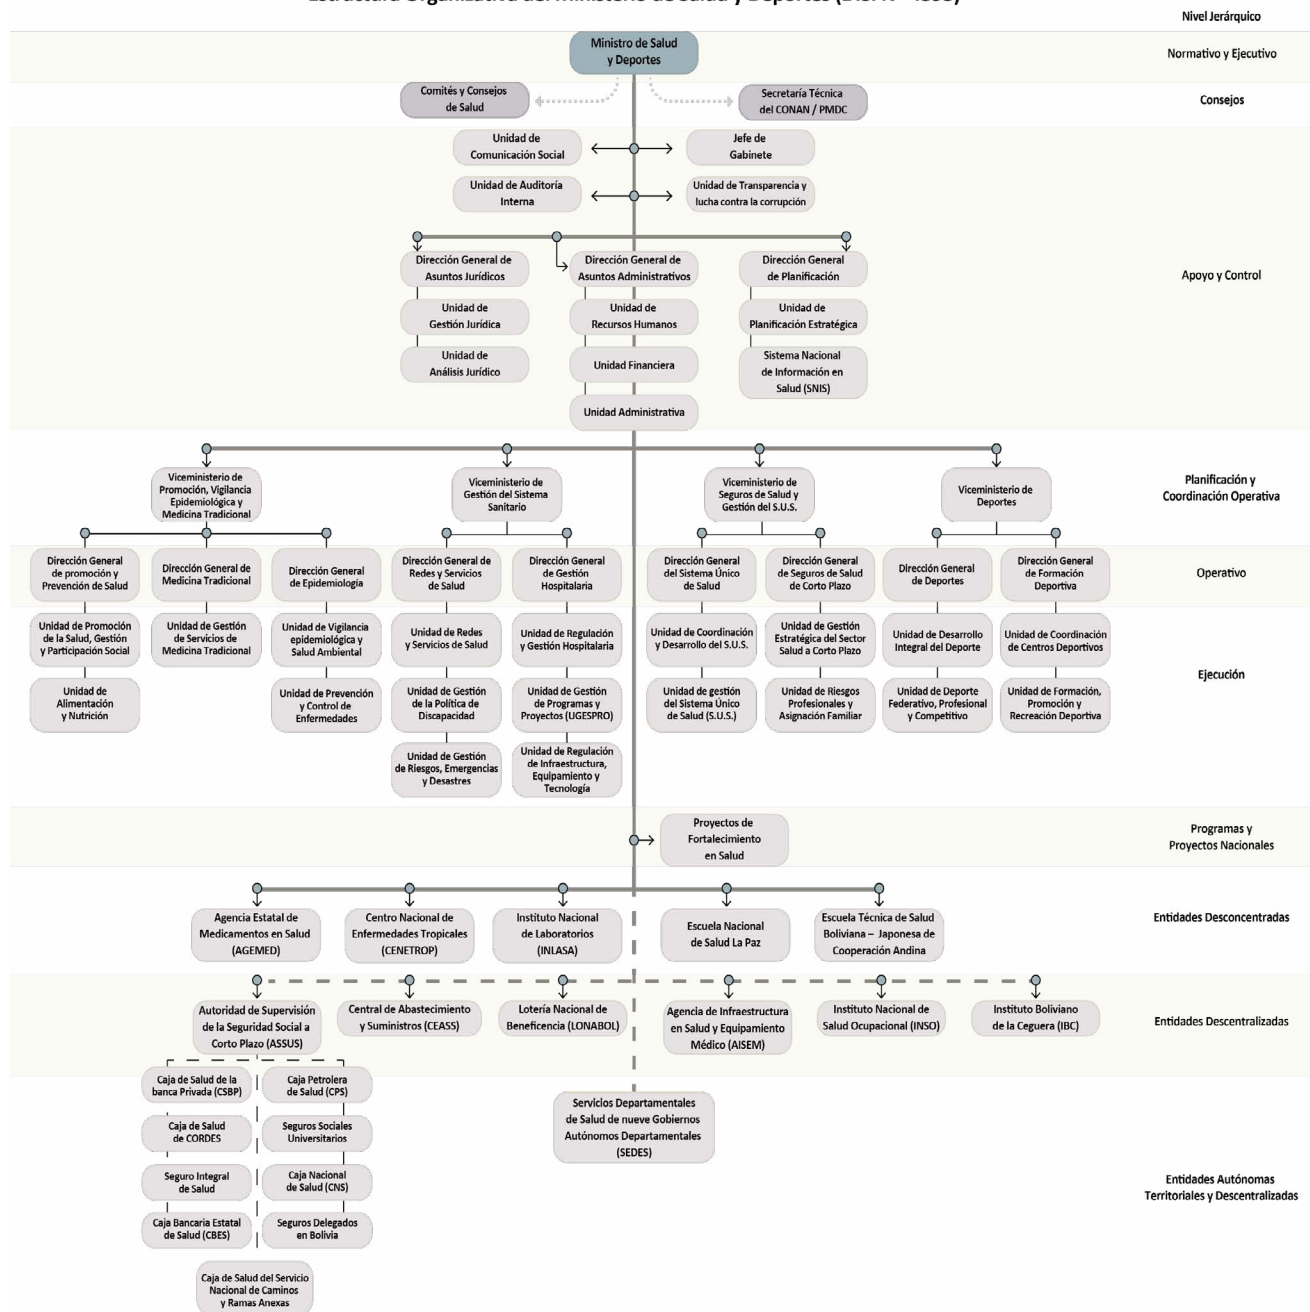 Nivel Jerárquico
Ministro de Salud
y Deportes
Normativo y Ejecutivo
Comités y Consejos
de Salud
Secretaría Técnica
del CONAN / PMDC
Consejos
Unidad de
Comunicación Social
Jefe de
Gabinete
Unidad de Auditoría
Interna
Unidad de Transparencia y
lucha contra la corrupción
Dirección General de
Asuntos Jurídicos
Dirección General de
Asuntos Administrativos
Dirección General
de Planificación
Apoyo y Control
Unidad de
Gestión Jurídica
Unidad de
Recursos Humanos
Unidad de
Planificación Estratégica
Unidad de
Análisis Jurídico
Unidad Financiera
Sistema Nacional
de Información en
Salud (SNIS)
Unidad Administrativa
Viceministerio de
Promoción, Vigilancia
Epidemiológica y
Medicina Tradicional
Viceministerio de
Gestión del Sistema
Sanitario
Viceministerio de
Seguros de Salud y
Gestión del S.U.S.
Viceministerio de
Deportes
Planificación y
Coordinación Operativa
Dirección General
de promoción y
Prevención de Salud
Dirección General de
Medicina Tradicional
Dirección General
de Epidemiología
Dirección General de
Redes y Servicios
de Salud
Dirección General
de Gestión
Hospitalaria
Dirección General
del Sistema Único
de Salud
Dirección General
de Seguros de Salud
de Corto Plazo
Dirección General
de Deportes
Dirección General
de Formación
Deportiva
Operativo
Unidad de Promoción
de la Salud, Gestión
y Participación Social
Unidad de Gestión
de Servicios de
Medicina Tradicional
Unidad de Vigilancia
epidemiológica y
Salud Ambiental
Unidad de Redes
y Servicios de Salud
Unidad de Regulación
y Gestión Hospitalaria
Unidad de Coordinación
y Desarrollo del S.U.S.
Unidad de Gestión
Estratégica del Sector
Salud a Corto Plazo
Unidad de Desarrollo
Integral del Deporte
Unidad de Coordinación
de Centros Deportivos
Ejecución
Unidad de
Alimentación
y Nutrición
Unidad de Prevención
y Control de
Enfermedades
Unidad de Gestión
de la Política de
Discapacidad
Unidad de Gestión
de Programas y
Proyectos (UGESPRO)
Unidad de gestión
del Sistema Único
de Salud (S.U.S.)
Unidad de Riesgos
Profesionales y
Asignación Familiar
Unidad de Deporte
Federativo, Profesional
y Competitivo
Unidad de Formación,
Promoción y
Recreación Deportiva
Unidad de Gestión
de Riesgos, Emergencias
y Desastres
Unidad de Regulación
de Infraestructura,
Equipamiento y
Tecnología
Proyectos de
Fortalecimiento
en Salud
Programas y
Proyectos Nacionales
Agencia Estatal de
Medicamentos en Salud
(AGEMED)
Centro Nacional de
Enfermedades Tropicales
(CENETROP)
Instituto Nacional
de Laboratorios
(INLASA)
Escuela Nacional
de Salud La Paz
Escuela Técnica de Salud
Boliviana – Japonesa de
Cooperación Andina
Entidades Desconcentradas
Autoridad de Supervisión
de la Seguridad Social a
Corto Plazo (ASSUS)
Central de Abastecimiento
y Suministros (CEASS)
Lotería Nacional de
Beneficencia (LONABOL)
Agencia de Infraestructura
en Salud y Equipamiento
Médico (AISEM)
Instituto Nacional de
Salud Ocupacional (INSO)
Instituto Boliviano
de la Ceguera (IBC)
Entidades Descentralizadas
Caja de Salud de la
banca Privada (CSBP)
Caja Petrolera
de Salud (CPS)
Servicios Departamentales
de Salud de nueve Gobiernos
Autónomos Departamentales
(SEDES)
Caja de Salud
de CORDES
Seguros Sociales
Universitarios
Seguro Integral
de Salud
Caja Nacional
de Salud (CNS)
Entidades Autónomas
Territoriales y Descentralizadas
Caja Bancaria Estatal
de Salud (CBES)
Seguros Delegados
en Bolivia
Caja de Salud del Servicio
Nacional de Caminos
y Ramas Anexas